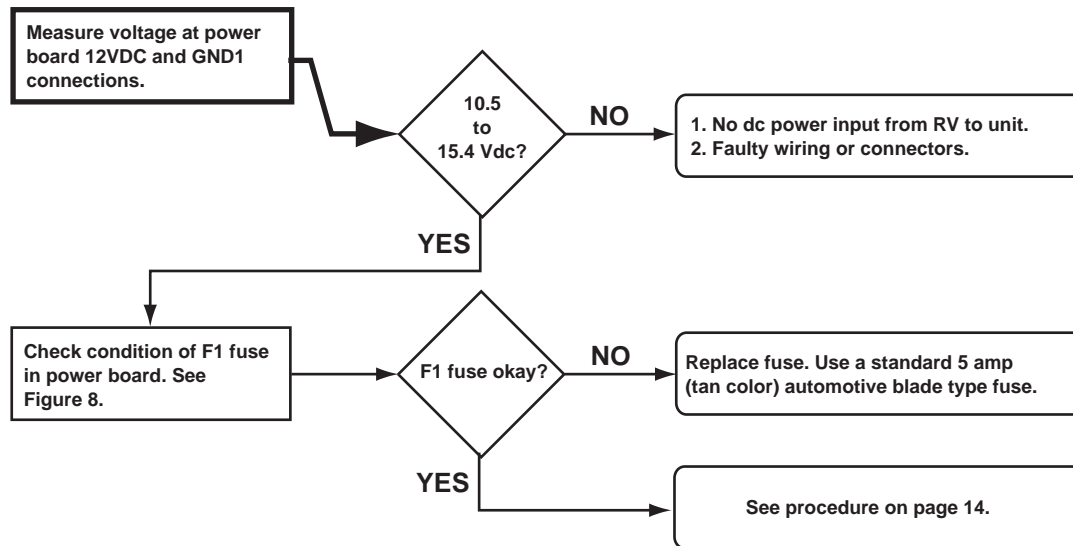 Measure voltage at power
board 12VDC and GND1
connections.
10.5
to
15.4 Vdc?
NO
1. No dc power input from RV to unit.
2. Faulty wiring or connectors.
YES
Check condition of F1 fuse
in power board. See
Figure 8.
F1 fuse okay?
NO
Replace fuse. Use a standard 5 amp
(tan color) automotive blade type fuse.
YES
See procedure on page 14.